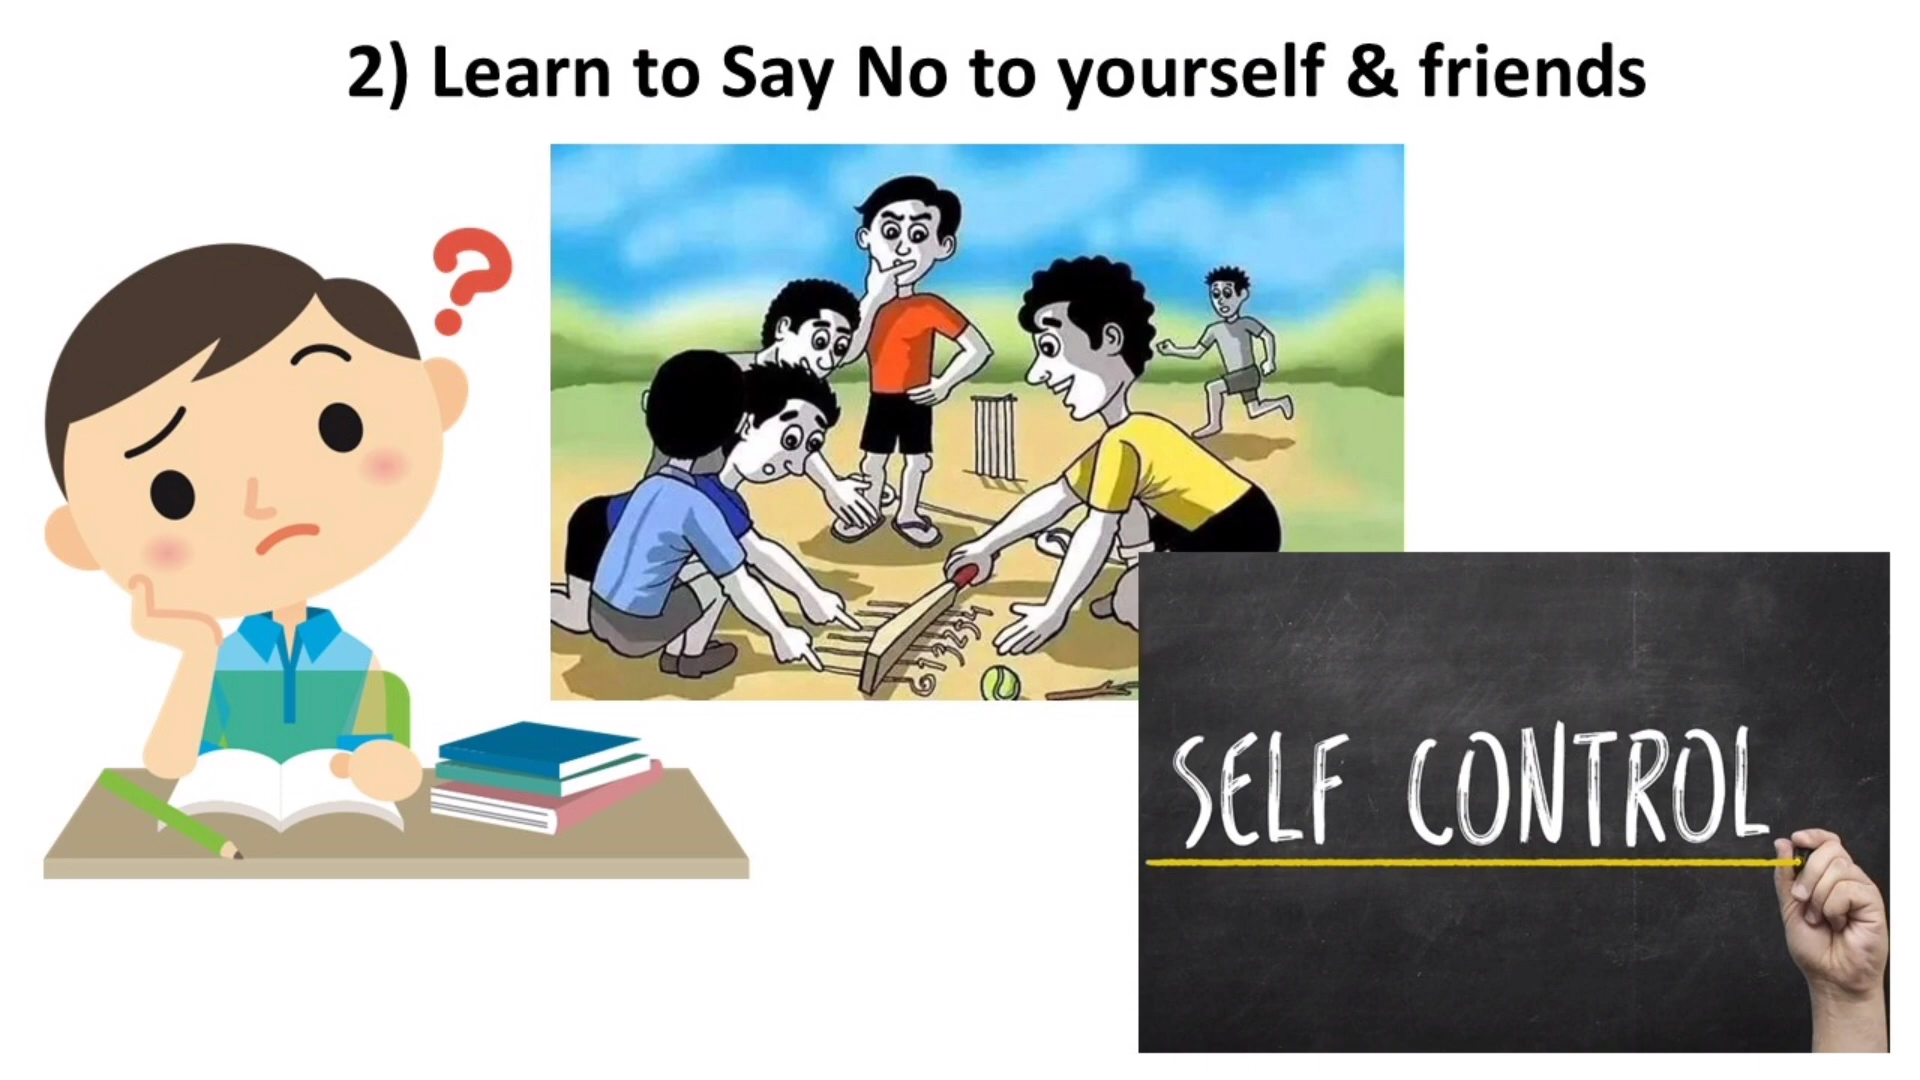 2) Learn to Say No to yourself & friends
?
SELF CONTROL